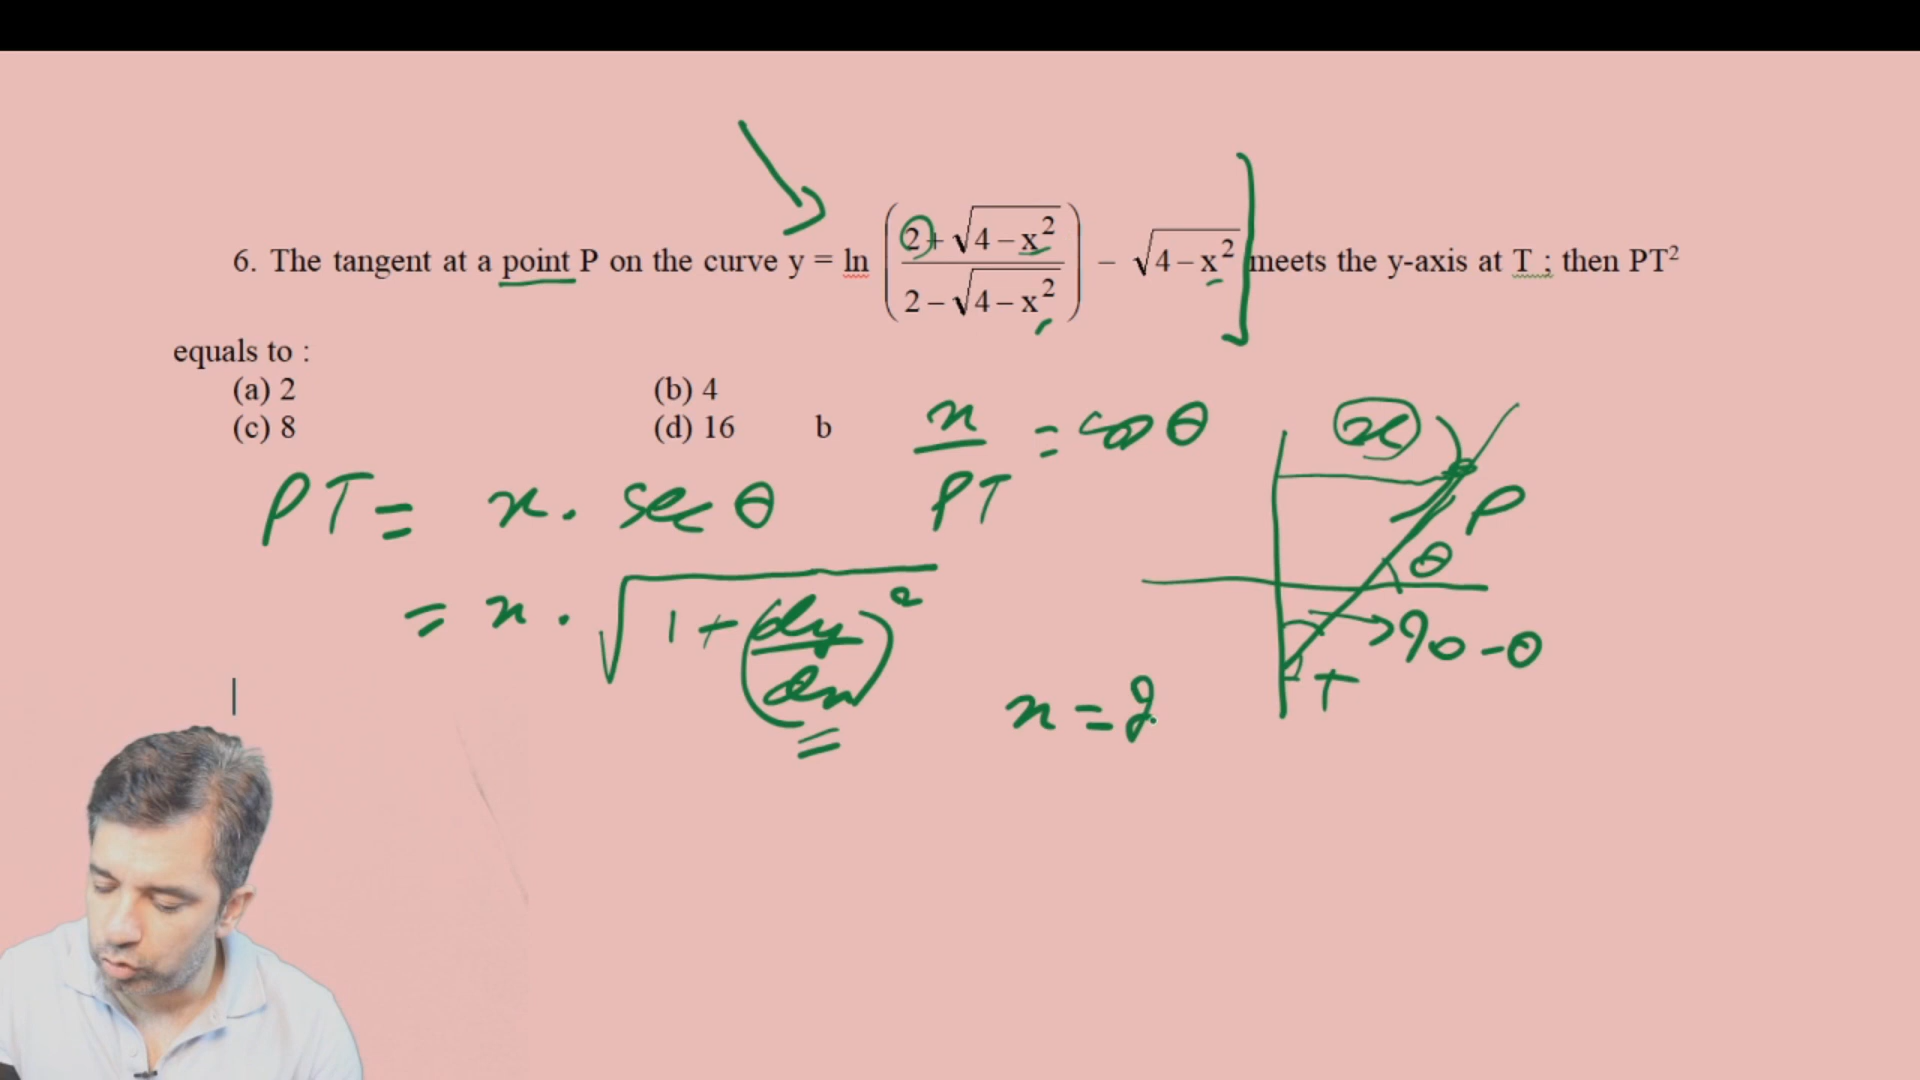 6. The tangent at a point P on the curve y = ln ( (2 + √(4 – x²)) / (2 – √(4 – x²)) ) – √(4 – x²) meets the y-axis at T ; then PT²
equals to :
(a) 2 (b) 4
(c) 8 (d) 16 b
x/PT = cos θ
PT = x . sec θ
= x . √(1 + (dy/dx)²)
x = 2
x
P
θ
90 - θ
T